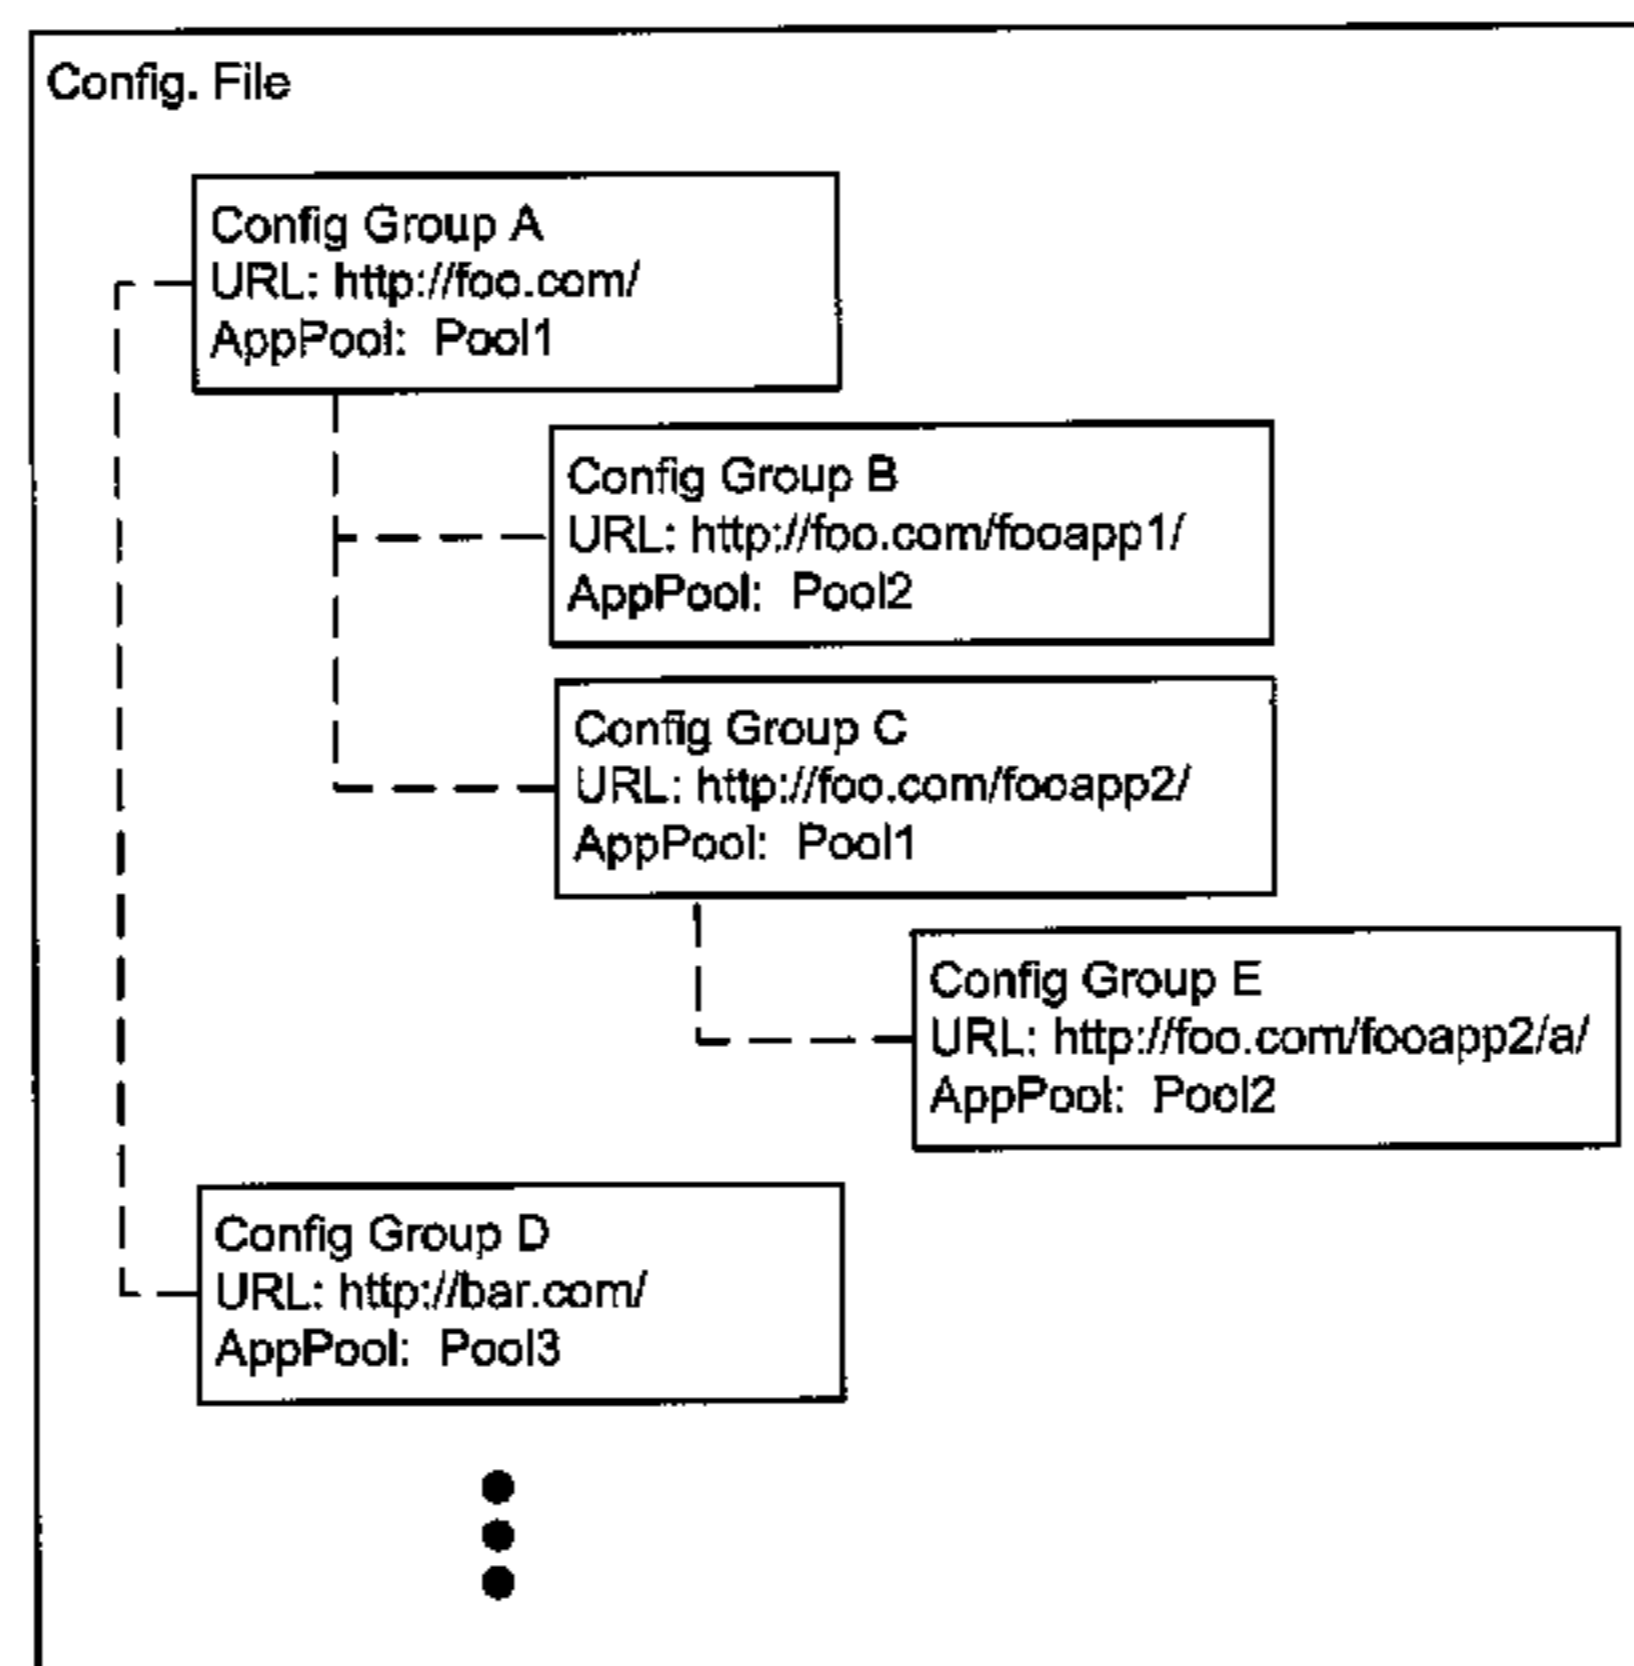 Config. File
Config Group A
URL: http://foo.com/
AppPool: Pool1
Config Group B
URL: http://foo.com/fooapp1/
AppPool: Pool2
Config Group C
URL: http://foo.com/fooapp2/
AppPool: Pool1
Config Group E
URL: http://foo.com/fooapp2/a/
AppPool: Pool2
Config Group D
URL: http://bar.com/
AppPool: Pool3